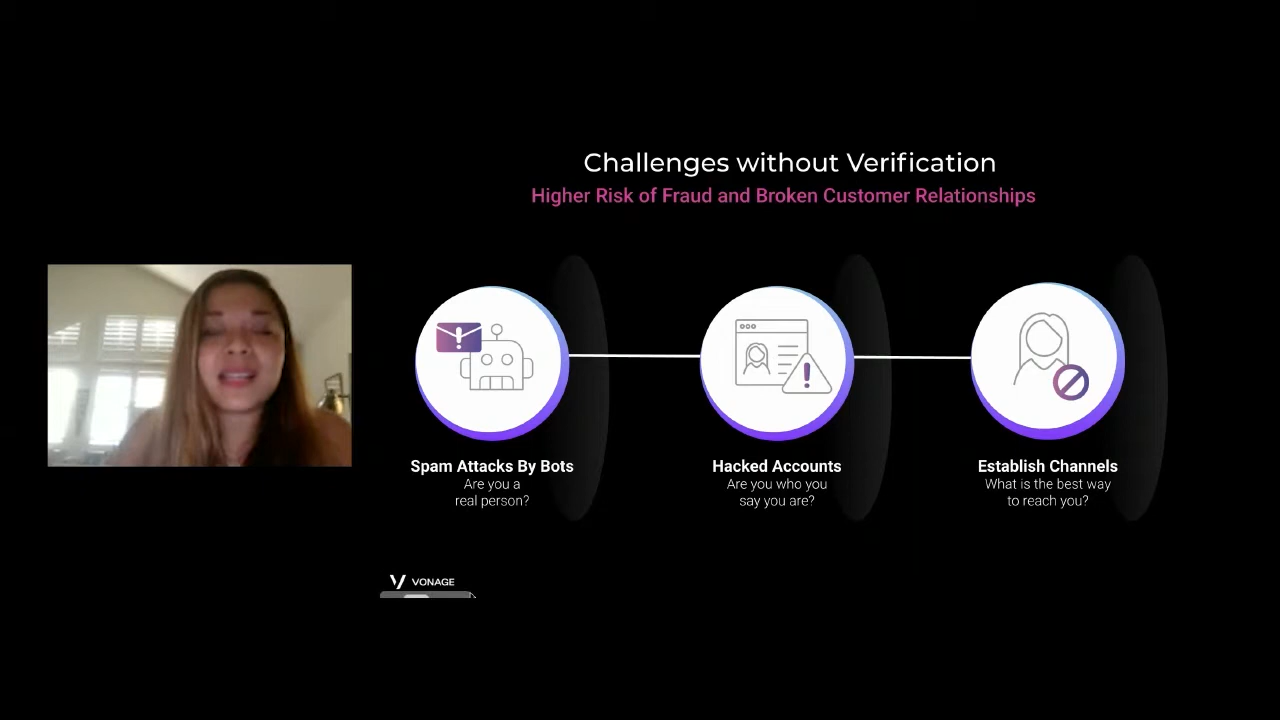 Challenges without Verification
Higher Risk of Fraud and Broken Customer Relationships
Spam Attacks By Bots
Are you a
real person?
Hacked Accounts
Are you who you
say you are?
Establish Channels
What is the best way
to reach you?
VONAGE